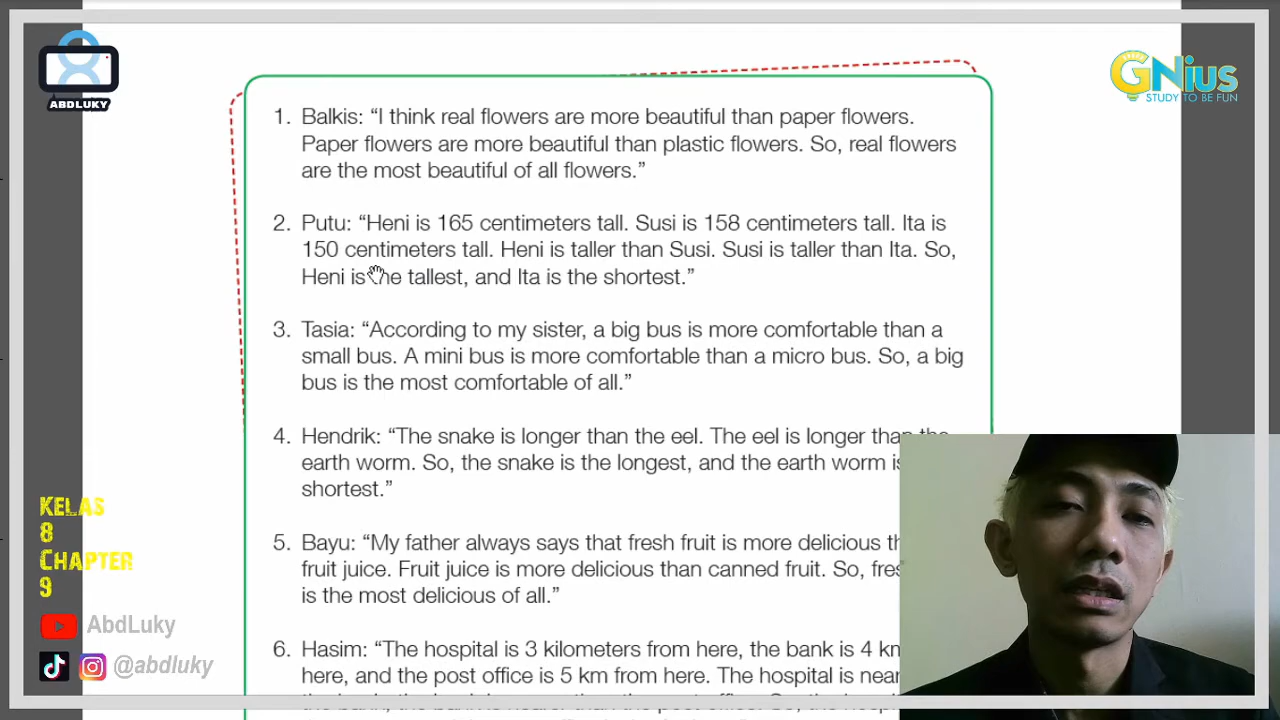 ABDLUKY
GNius
STUDY TO BE FUN
1. Balkis: “I think real flowers are more beautiful than paper flowers.
Paper flowers are more beautiful than plastic flowers. So, real flowers
are the most beautiful of all flowers.”
2. Putu: “Heni is 165 centimeters tall. Susi is 158 centimeters tall. Ita is
150 centimeters tall. Heni is taller than Susi. Susi is taller than Ita. So,
Heni is he tallest, and Ita is the shortest.”
3. Tasia: “According to my sister, a big bus is more comfortable than a
small bus. A mini bus is more comfortable than a micro bus. So, a big
bus is the most comfortable of all.”
4. Hendrik: “The snake is longer than the eel. The eel is longer than the
earth worm. So, the snake is the longest, and the earth worm is
shortest.”
5. Bayu: “My father always says that fresh fruit is more delicious
fruit juice. Fruit juice is more delicious than canned fruit. So,
is the most delicious of all.”
6. Hasim: “The hospital is 3 kilometers from here, the bank is 4
here, and the post office is 5 km from here. The hospital is
KELAS
8
CHAPTER
9
AbdLuky
@abdluky